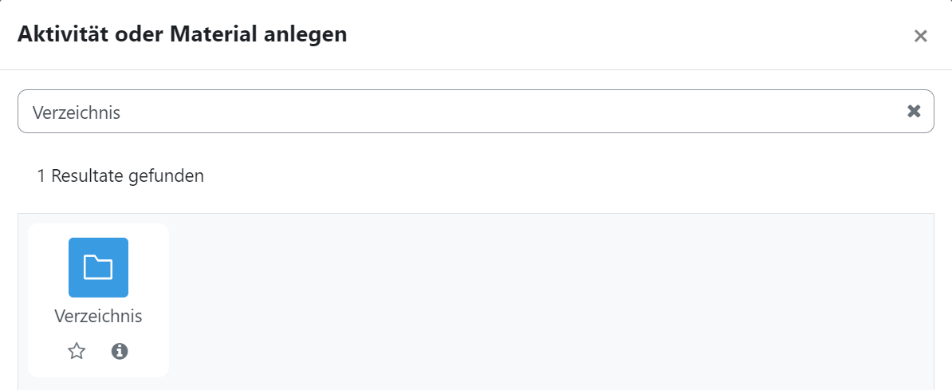 Aktivität oder Material anlegen
Verzeichnis
1 Resultate gefunden
Verzeichnis